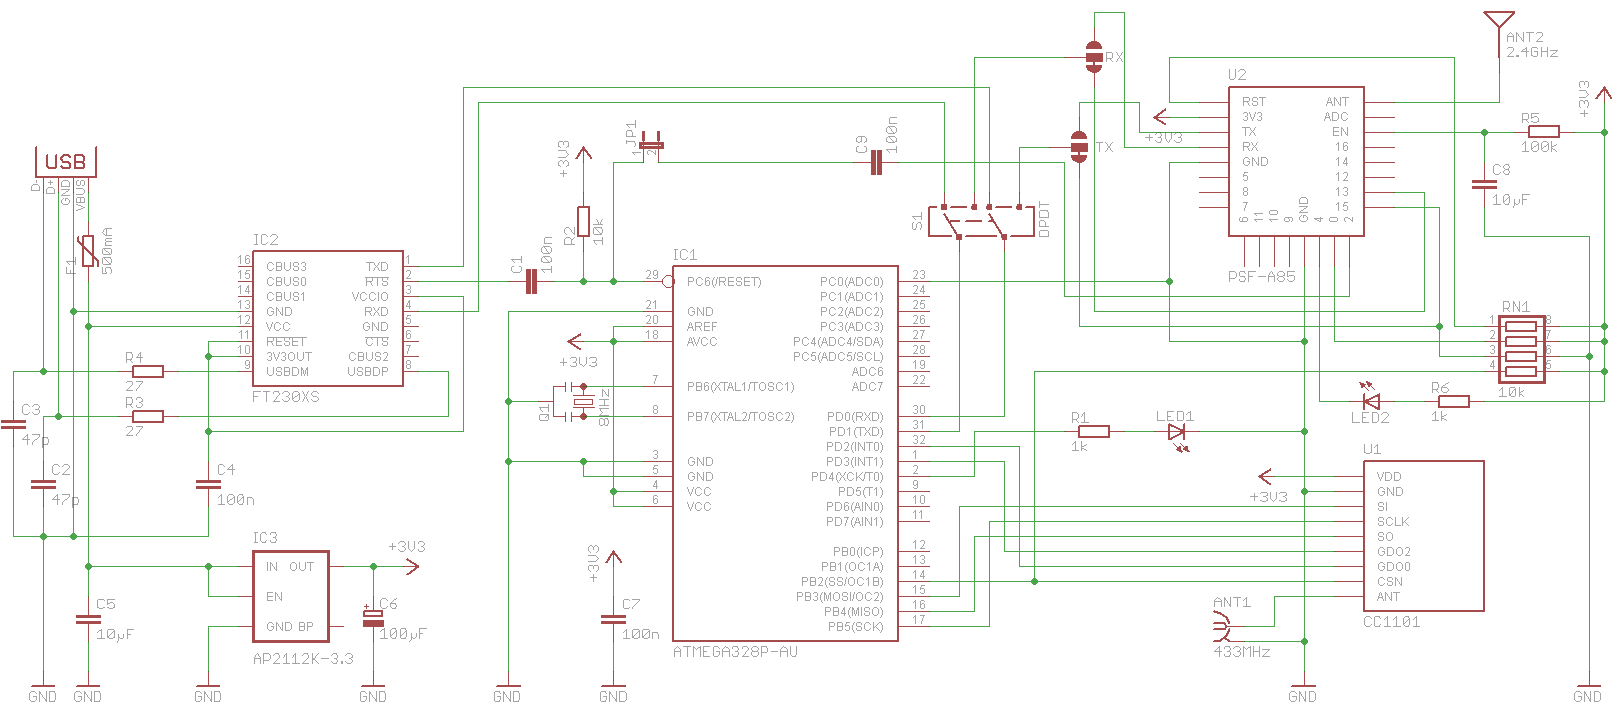 USB
D-
D+
GND
VBUS
F1
500mA
IC2
16 CBUS3 TXD 1
15 CBUS0 RTS 2
14 CBUS1 VCCIO 3
13 GND RXD 4
12 VCC GND 5
11 RESET CTS 6
10 3V3OUT CBUS2 7
9 USBDM USBDP 8
FT230XS
R4
27
R3
27
C3
47p
C2
47p
C4
100n
IC3
IN OUT
EN
GND BP
AP2112K-3.3
+3V3
C5
10µF
+
C6
100µF
GND
GND
GND
GND
+3V3
R2
10k
JP1
1
2
C1
100n
C9
100n
+3V3
Q1
8MHz
+3V3
C7
100n
GND
GND
IC1
29 PC6(/RESET) PC0(ADC0) 23
PC1(ADC1) 24
21 GND PC2(ADC2) 25
20 AREF PC3(ADC3) 26
18 AVCC PC4(ADC4/SDA) 27
PC5(ADC5/SCL) 28
ADC6 19
7 PB6(XTAL1/TOSC1) ADC7 22
8 PB7(XTAL2/TOSC2) PD0(RXD) 30
PD1(TXD) 31
PD2(INT0) 32
3 GND PD3(INT1) 1
5 GND PD4(XCK/T0) 2
4 VCC PD5(T1) 9
6 VCC PD6(AIN0) 10
PD7(AIN1) 11
PB0(ICP) 12
PB1(OC1A) 13
PB2(SS/OC1B) 14
PB3(MOSI/OC2) 15
PB4(MISO) 16
PB5(SCK) 17
ATMEGA328P-AU
S1
DPDT
RX
TX
+3V3
U2
RST ANT
3V3 ADC
TX EN
RX 16
GND 14
5 12
8 13
7 15
6 11 10 9 GND 4 0 2
PSF-A85
ANT2
2.4GHz
+3V3
R5
100k
C8
10µF
RN1
1 8
2 7
3 6
4 5
10k
LED2
R6
1k
R1
1k
LED1
U1
VDD
GND
SI
SCLK
SO
GDO2
GDO0
CSN
ANT
CC1101
+3V3
ANT1
433MHz
GND
GND